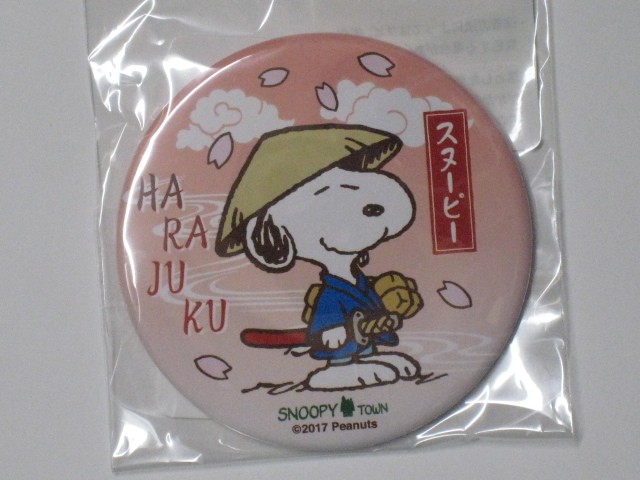 スヌーピー
HA
RA
JU
KU
SNOOPY TOWN
©2017 Peanuts